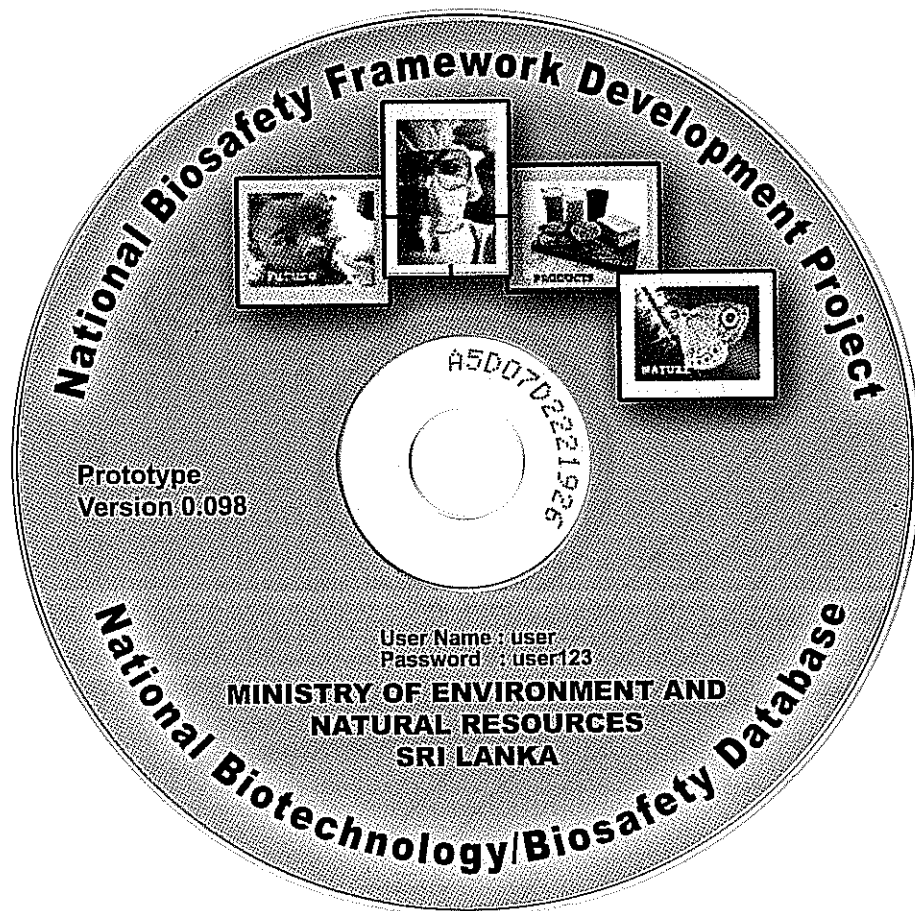 National Biosafety Framework Development Project
PRODUCTS
A5D07D2221926
Prototype
Version 0.098
User Name : user
Password : user123
MINISTRY OF ENVIRONMENT AND
NATURAL RESOURCES
SRI LANKA
National Biotechnology/Biosafety Database